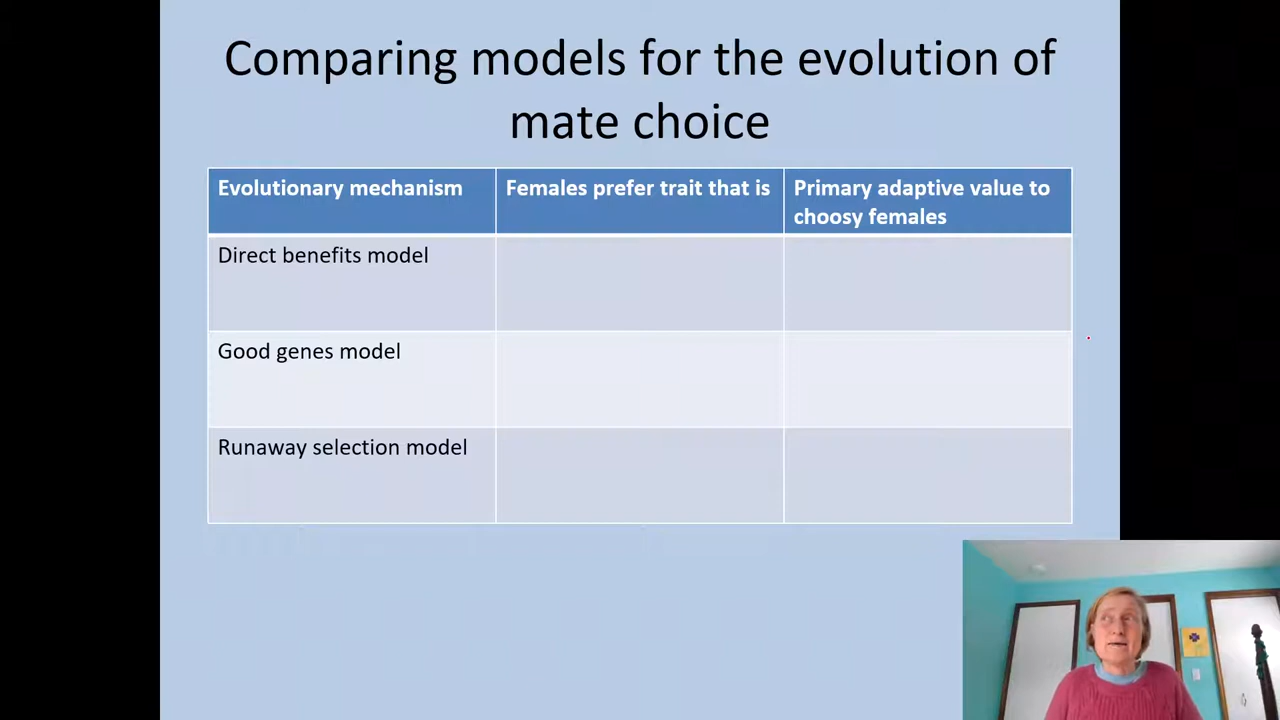 Comparing models for the evolution of
mate choice
Evolutionary mechanism
Females prefer trait that is
Primary adaptive value to
choosy females
Direct benefits model
Good genes model
Runaway selection model